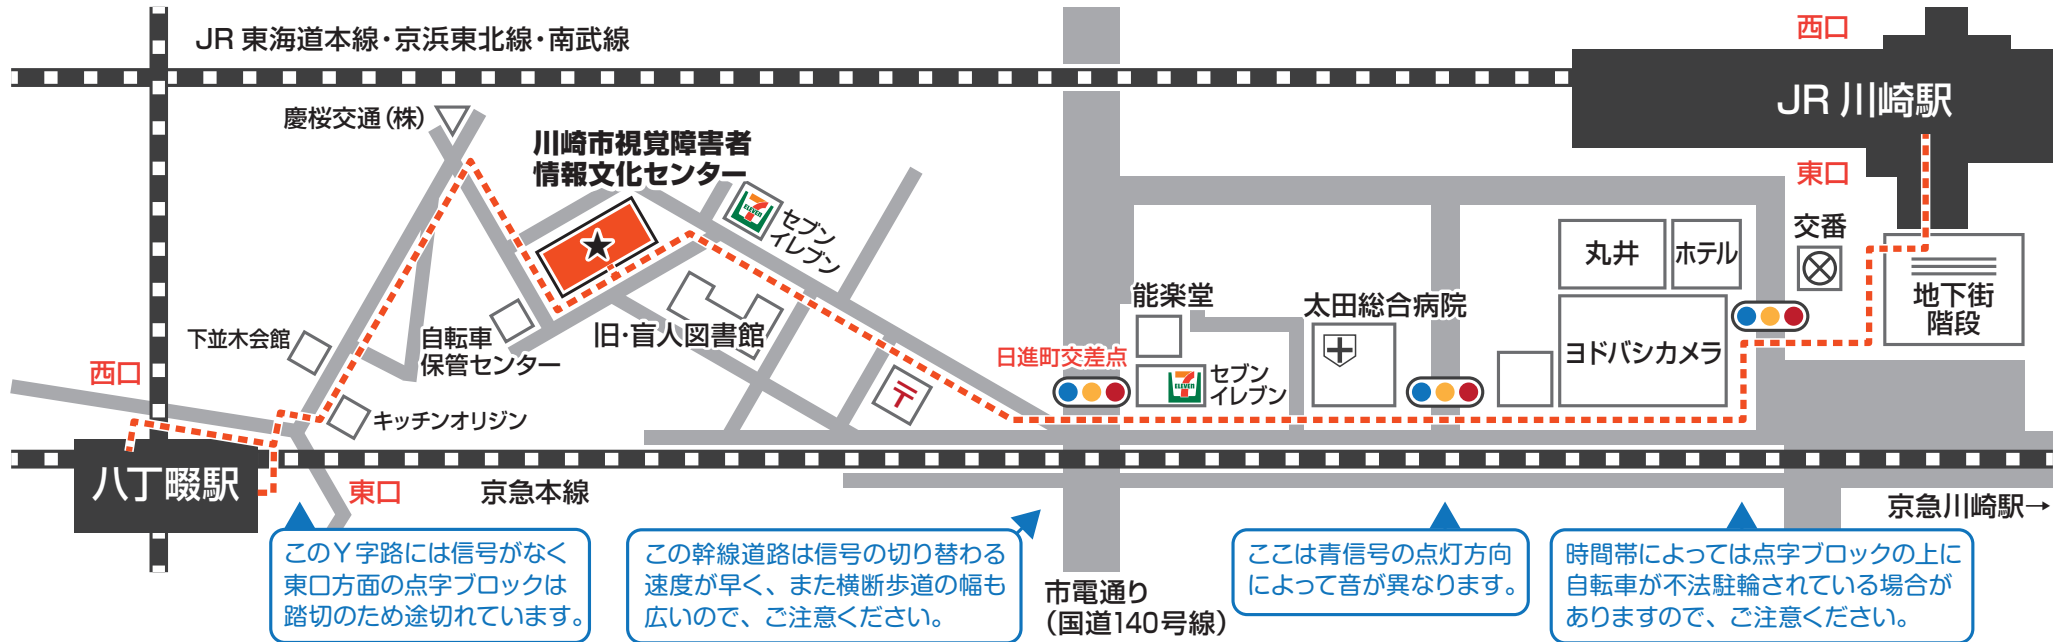 JR 東海道本線・京浜東北線・南武線
西口
JR 川崎駅
東口
慶桜交通(株)
川崎市視覚障害者
情報文化センター
7
ELEVEN
セブン
イレブン
交番
丸井
ホテル
地下街
階段
能楽堂
太田総合病院
ヨドバシカメラ
日進町交差点
7
ELEVEN
セブン
イレブン
旧・盲人図書館
自転車
保管センター
下並木会館
〒
キッチンオリジン
西口
八丁畷駅
東口
京急本線
京急川崎駅→
このY字路には信号がなく
東口方面の点字ブロックは
踏切のため途切れています。
この幹線道路は信号の切り替わる
速度が早く、また横断歩道の幅も
広いので、ご注意ください。
市電通り
(国道140号線)
ここは青信号の点灯方向
によって音が異なります。
時間帯によっては点字ブロックの上に
自転車が不法駐輪されている場合が
ありますので、ご注意ください。